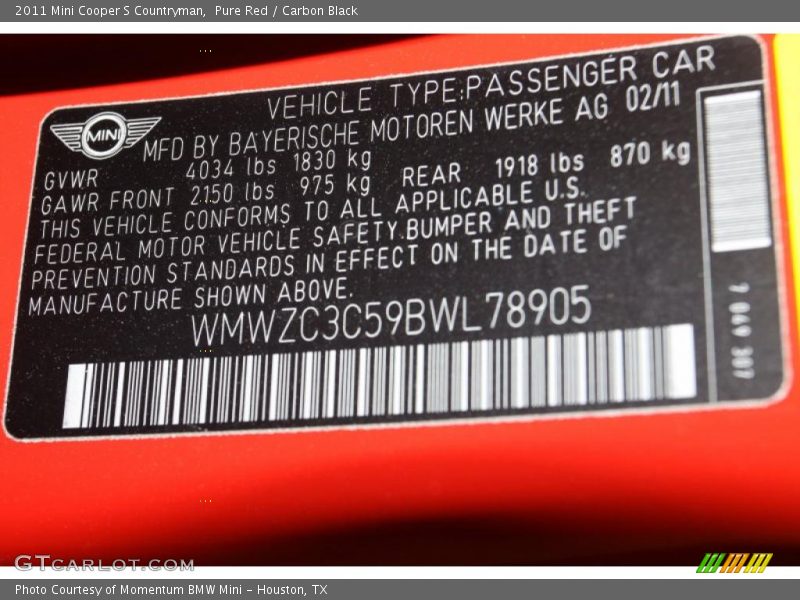 2011 Mini Cooper S Countryman,  Pure Red / Carbon Black
MINI
VEHICLE TYPE:PASSENGER CAR
MFD BY BAYERISCHE MOTOREN WERKE AG 02/11
GVWR 4034 lbs 1830 kg
GAWR FRONT 2150 lbs 975 kg REAR 1918 lbs 870 kg
THIS VEHICLE CONFORMS TO ALL APPLICABLE U.S.
FEDERAL MOTOR VEHICLE SAFETY.BUMPER AND THEFT
PREVENTION STANDARDS IN EFFECT ON THE DATE OF
MANUFACTURE SHOWN ABOVE.
WMWZC3C59BWL78905
7 049 307
GTCARLOT.COM
Photo Courtesy of Momentum BMW Mini - Houston, TX